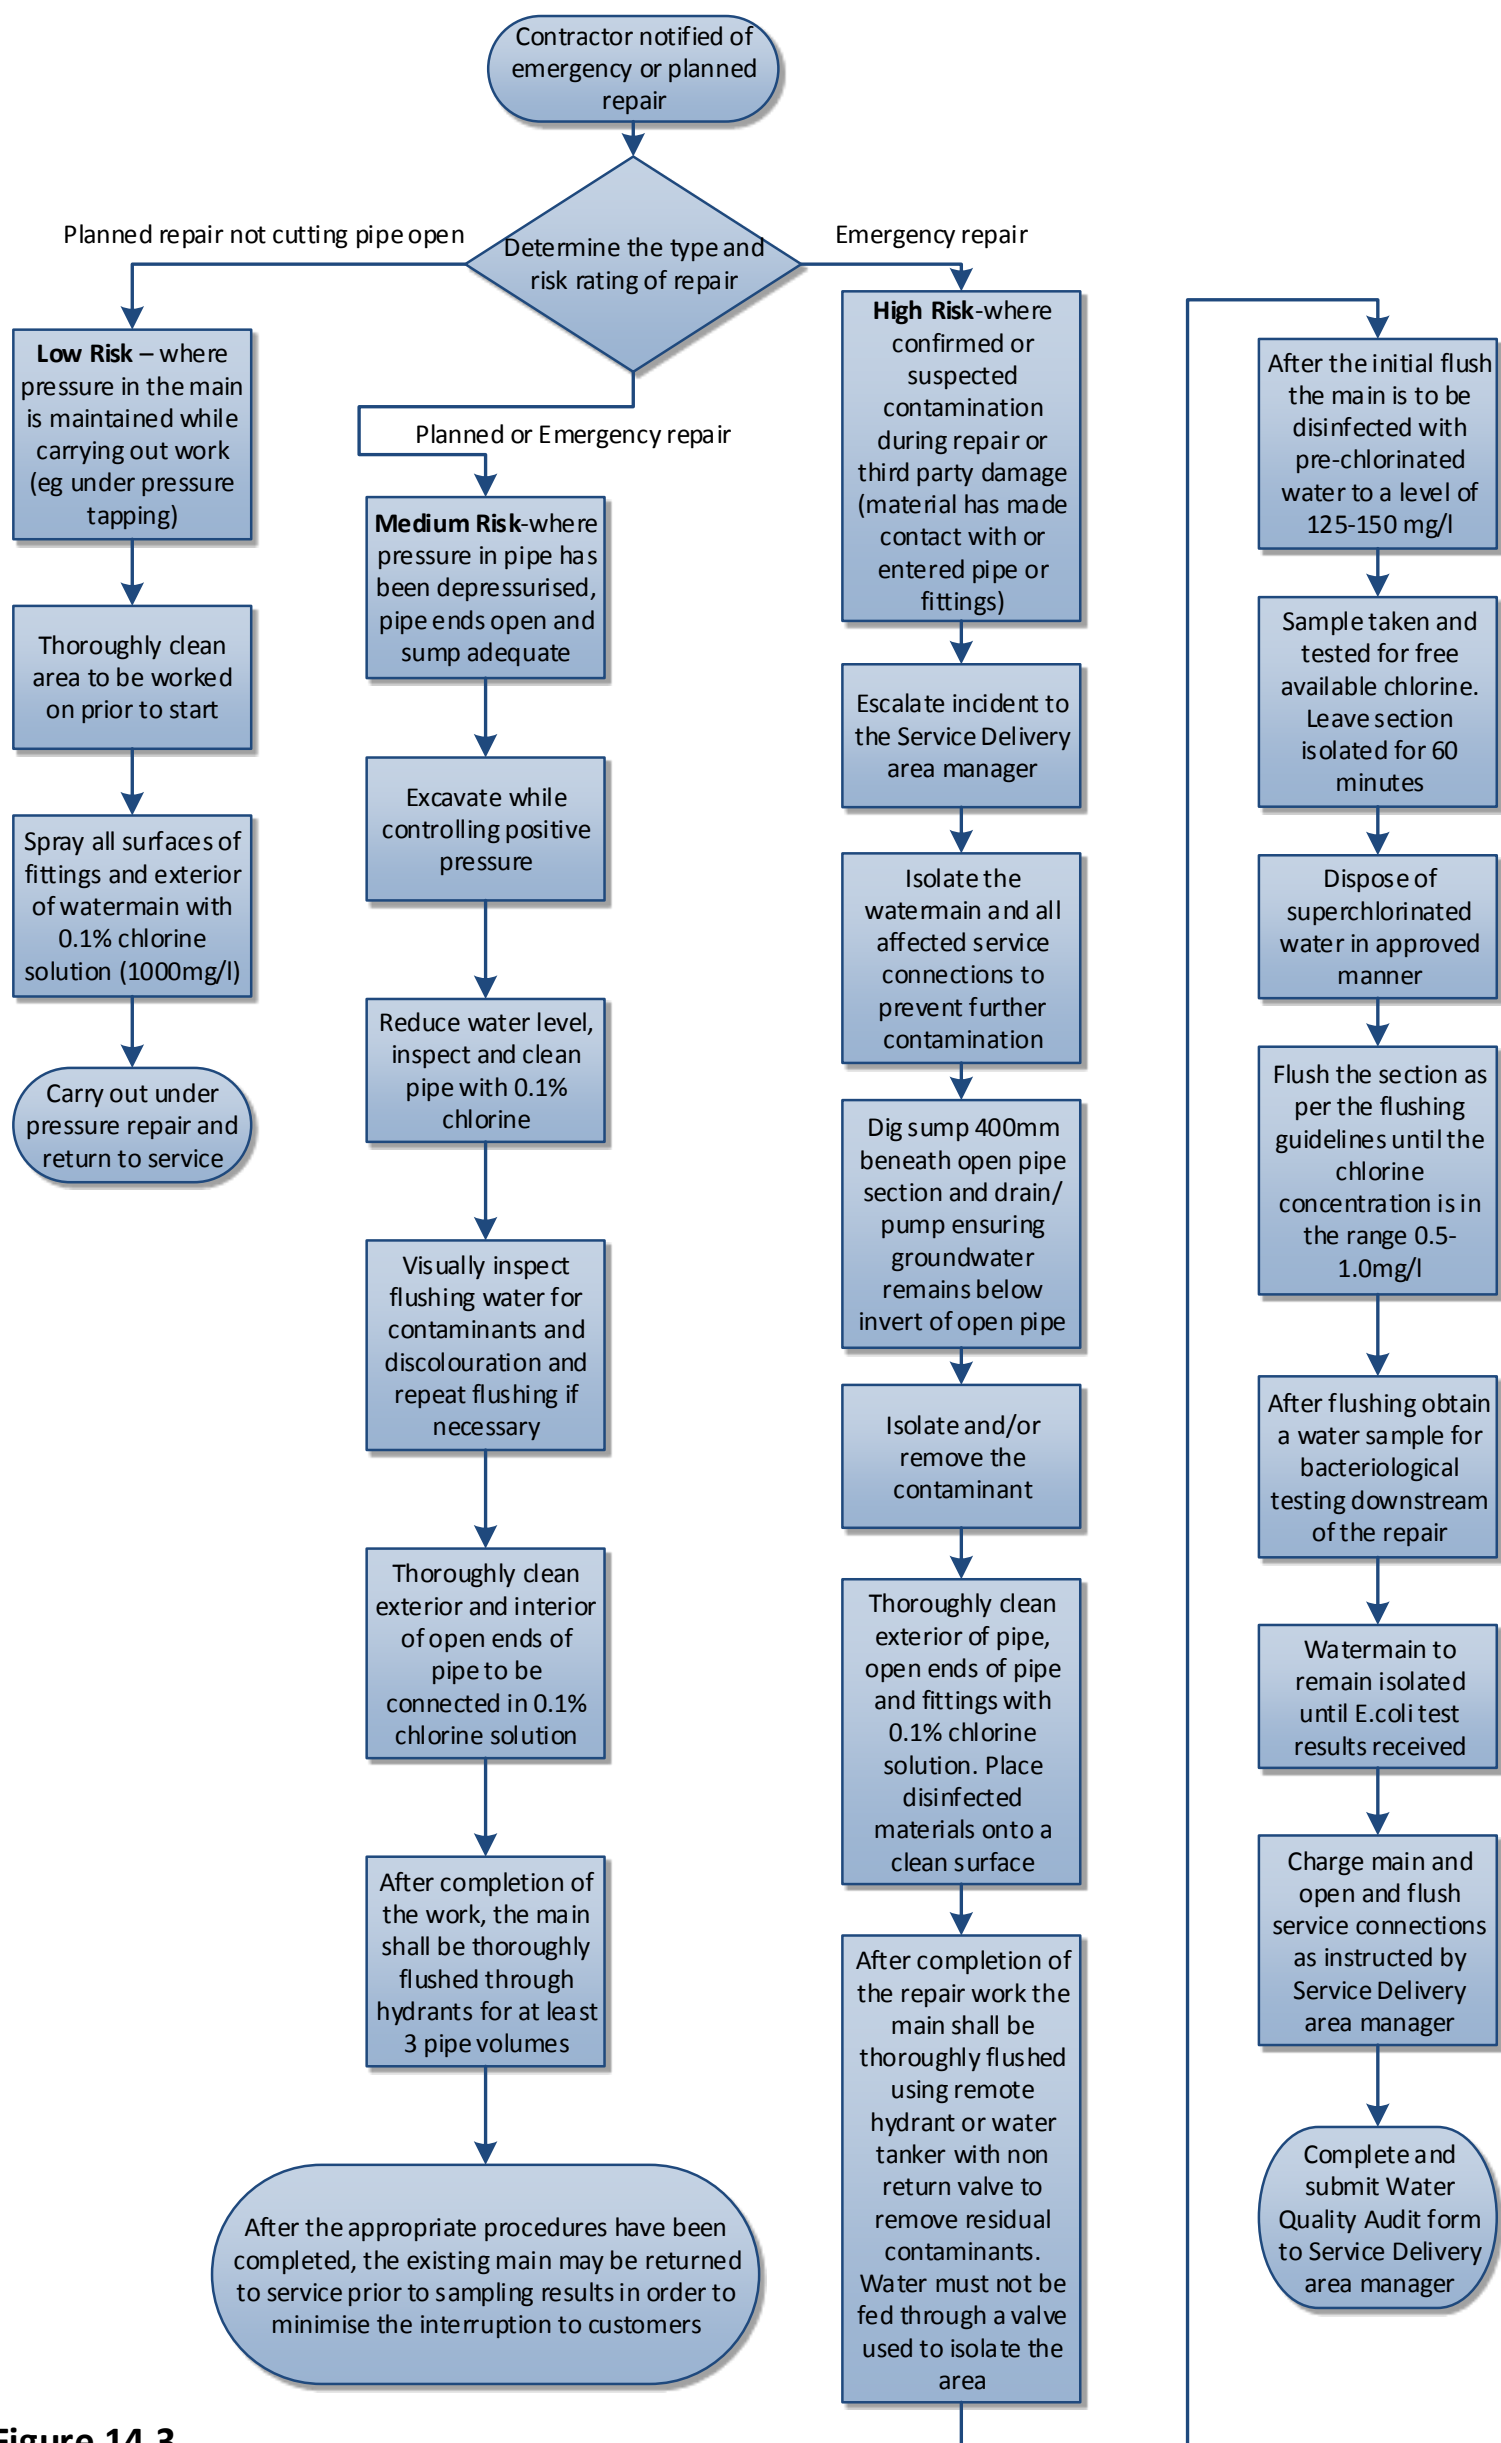 Contractor notified of
emergency or planned
repair
Determine the type and
risk rating of repair
Planned repair not cutting pipe open
Low Risk – where
pressure in the main
is maintained while
carrying out work
(eg under pressure
tapping)
Thoroughly clean
area to be worked
on prior to start
Spray all surfaces of
fittings and exterior
of watermain with
0.1% chlorine
solution (1000mg/l)
Carry out under
pressure repair and
return to service
Planned or Emergency repair
Medium Risk-where
pressure in pipe has
been depressurised,
pipe ends open and
sump adequate
Excavate while
controlling positive
pressure
Reduce water level,
inspect and clean
pipe with 0.1%
chlorine
Visually inspect
flushing water for
contaminants and
discolouration and
repeat flushing if
necessary
Thoroughly clean
exterior and interior
of open ends of
pipe to be
connected in 0.1%
chlorine solution
After completion of
the work, the main
shall be thoroughly
flushed through
hydrants for at least
3 pipe volumes
After the appropriate procedures have been
completed, the existing main may be returned
to service prior to sampling results in order to
minimise the interruption to customers
Emergency repair
High Risk-where
confirmed or
suspected
contamination
during repair or
third party damage
(material has made
contact with or
entered pipe or
fittings)
Escalate incident to
the Service Delivery
area manager
Isolate the
watermain and all
affected service
connections to
prevent further
contamination
Dig sump 400mm
beneath open pipe
section and drain/
pump ensuring
groundwater
remains below
invert of open pipe
Isolate and/or
remove the
contaminant
Thoroughly clean
exterior of pipe,
open ends of pipe
and fittings with
0.1% chlorine
solution. Place
disinfected
materials onto a
clean surface
After completion of
the repair work the
main shall be
thoroughly flushed
using remote
hydrant or water
tanker with non
return valve to
remove residual
contaminants.
Water must not be
fed through a valve
used to isolate the
area
After the initial flush
the main is to be
disinfected with
pre-chlorinated
water to a level of
125-150 mg/l
Sample taken and
tested for free
available chlorine.
Leave section
isolated for 60
minutes
Dispose of
superchlorinated
water in approved
manner
Flush the section as
per the flushing
guidelines until the
chlorine
concentration is in
the range 0.5-
1.0mg/l
After flushing obtain
a water sample for
bacteriological
testing downstream
of the repair
Watermain to
remain isolated
until E.coli test
results received
Charge main and
open and flush
service connections
as instructed by
Service Delivery
area manager
Complete and
submit Water
Quality Audit form
to Service Delivery
area manager
Figure 14.3